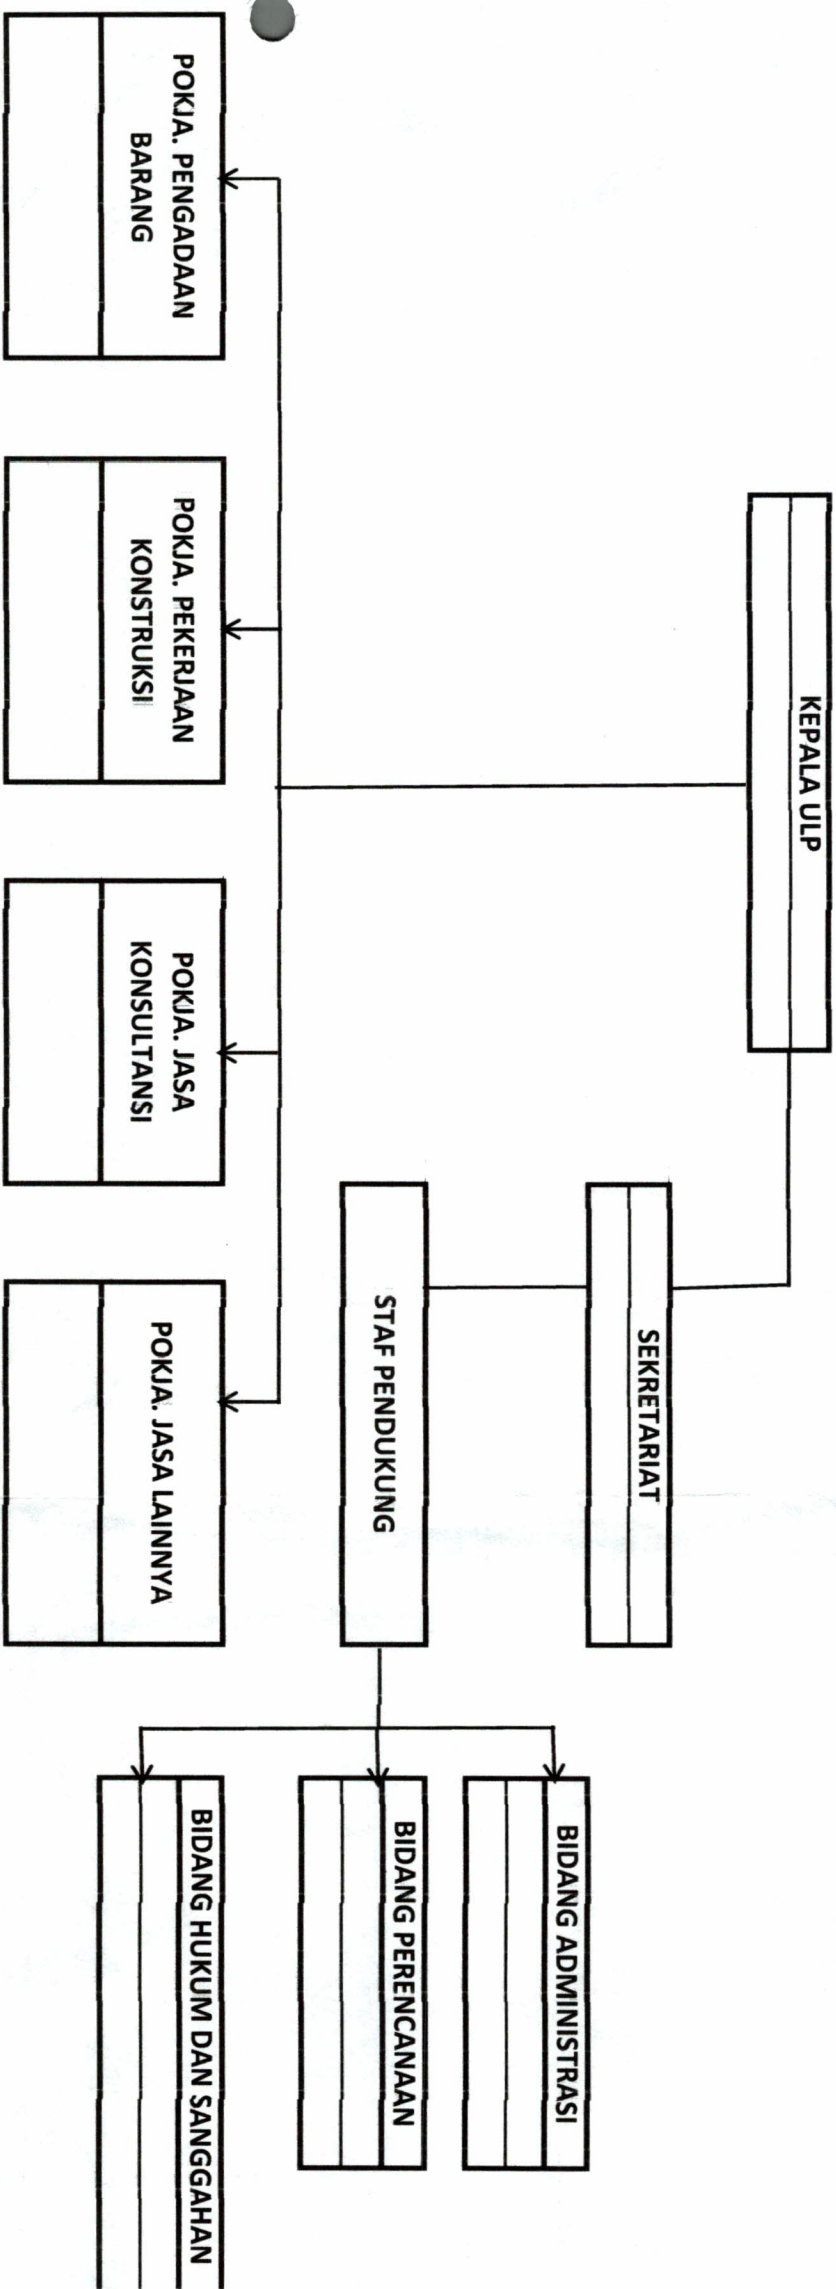 KEPALA ULP
SEKRETARIAT
STAF PENDUKUNG
BIDANG ADMINISTRASI
BIDANG PERENCANAAN
BIDANG HUKUM DAN SANGGAHAN
POKJA. PENGADAAN
BARANG
POKJA. PEKERJAAN
KONSTRUKSI
POKJA. JASA
KONSULTANSI
POKJA. JASA LAINNYA